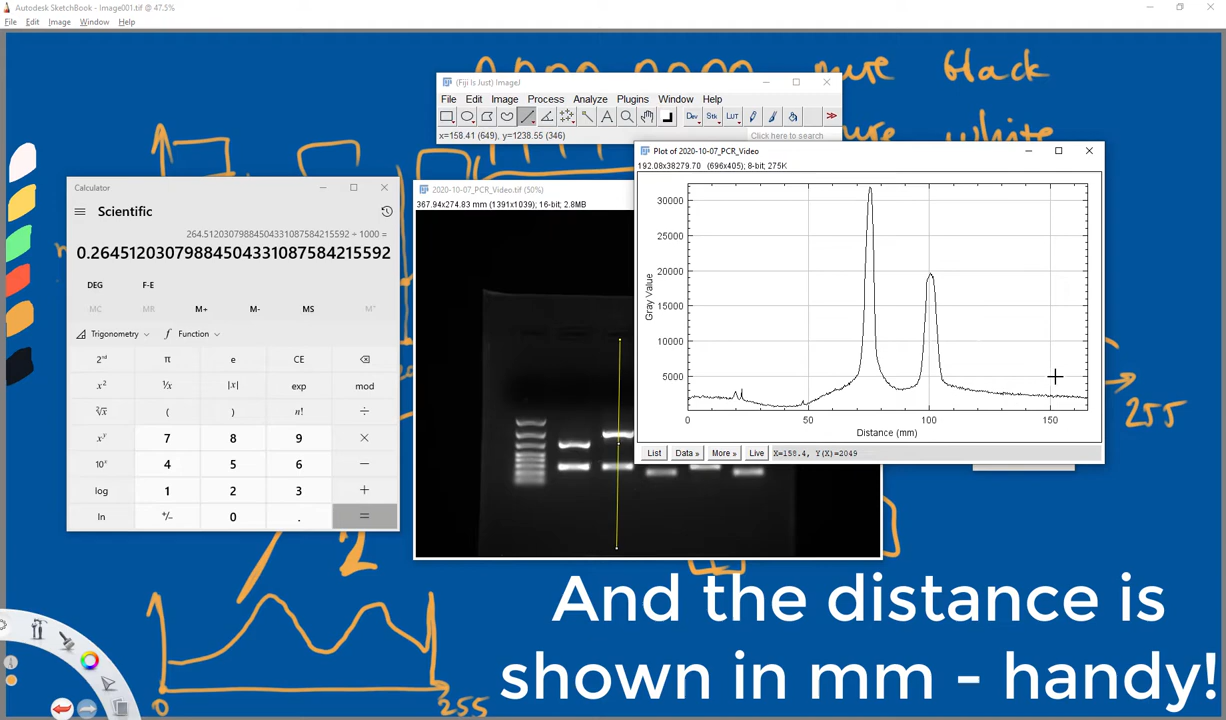 Autodesk SketchBook - Image001.tif @ 47.5%
File Edit Image Window Help
black
white
(Fiji Is Just) ImageJ
File Edit Image Process Analyze Plugins Window Help
Dev Stk LUT
x=158.41 (649), y=1238.55 (346)
Click here to search
Plot of 2020-10-07_PCR_Video
192.08x38279.70 (696x405); 8-bit; 275K
30000
25000
20000
15000
10000
5000
Gray Value
0 50 100 150
Distance (mm)
List Data » More » Live X=158.4, Y(X)=2049
2020-10-07_PCR_Video.tif (50%)
367.94x274.83 mm (1391x1039); 16-bit; 2.8MB
Calculator
Scientific
264.51203079884504331087584215592 ÷ 1000 =
0.26451203079884504331087584215592
DEG F-E
MC MR M+ M- MS M˅
Trigonometry Function
2ⁿᵈ π e CE
x² ¹/x |x| exp mod
²√x ( ) n! ÷
xʸ 7 8 9 ×
10ˣ 4 5 6 −
log 1 2 3 +
ln +/− 0 . =
255
2
0 255
And the distance is
shown in mm - handy!